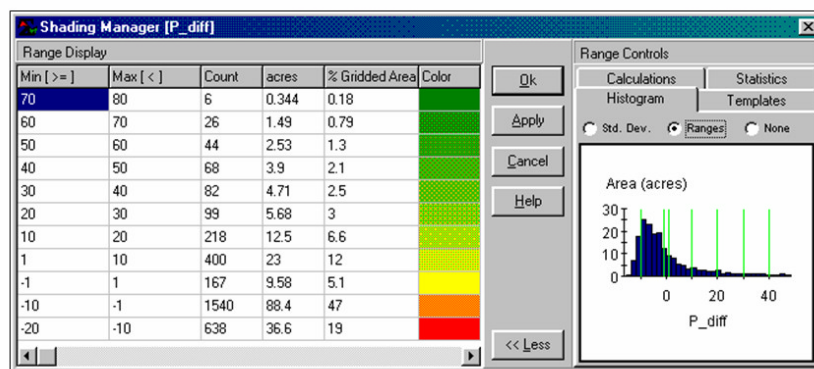 Shading Manager [P_diff]
Range Display
Min [ >= ] Max [ < ] Count acres % Gridded Area Color
70 80 6 0.344 0.18
60 70 26 1.49 0.79
50 60 44 2.53 1.3
40 50 68 3.9 2.1
30 40 82 4.71 2.5
20 30 99 5.68 3
10 20 218 12.5 6.6
1 10 400 23 12
-1 1 167 9.58 5.1
-10 -1 1540 88.4 47
-20 -10 638 36.6 19
Ok
Apply
Cancel
Help
<< Less
Range Controls
Calculations Statistics
Histogram Templates
Std. Dev. Ranges None
Area (acres)
30
20
10
0
0 20 40
P_diff